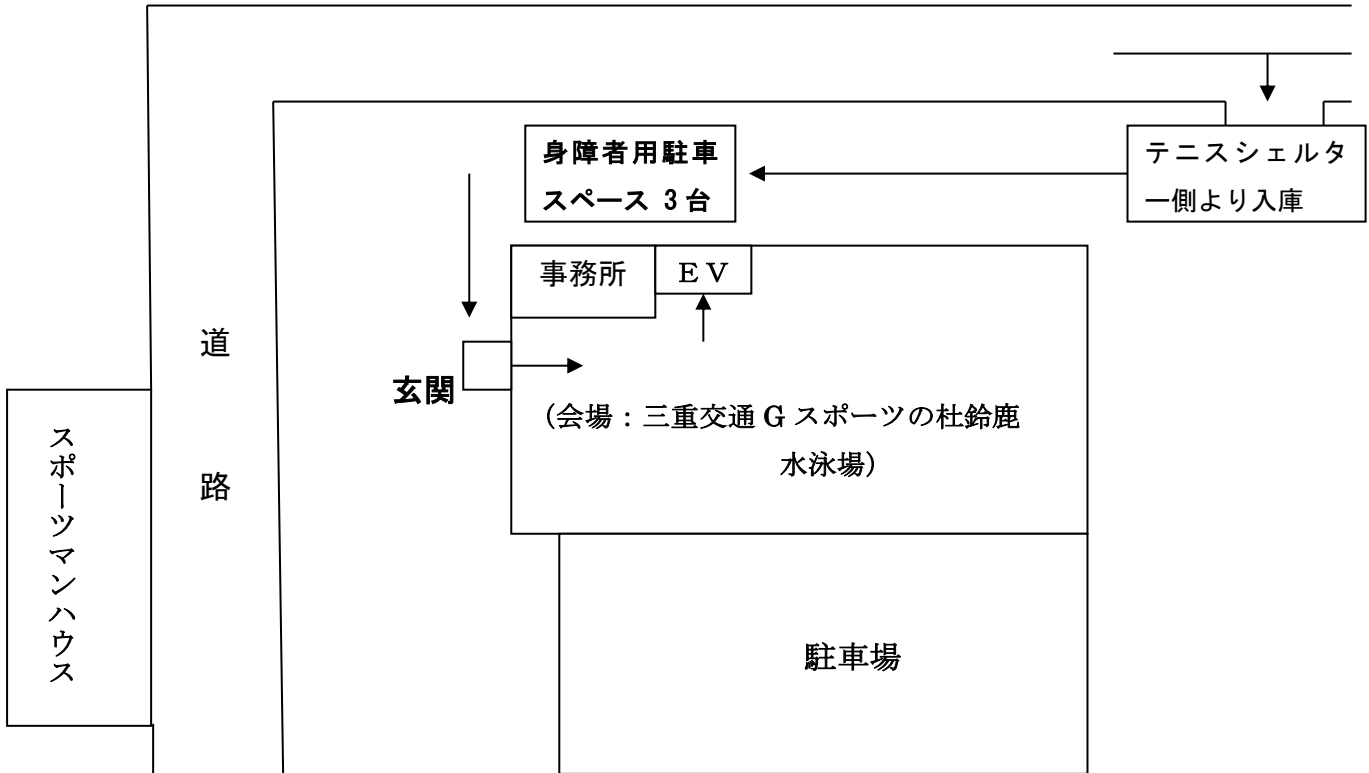 身障者用駐車
スペース 3台
テニスシェルタ
ー側より入庫
事務所
EV
道
路
玄関
(会場：三重交通 G スポーツの杜鈴鹿
水泳場)
スポーツマンハウス
駐車場